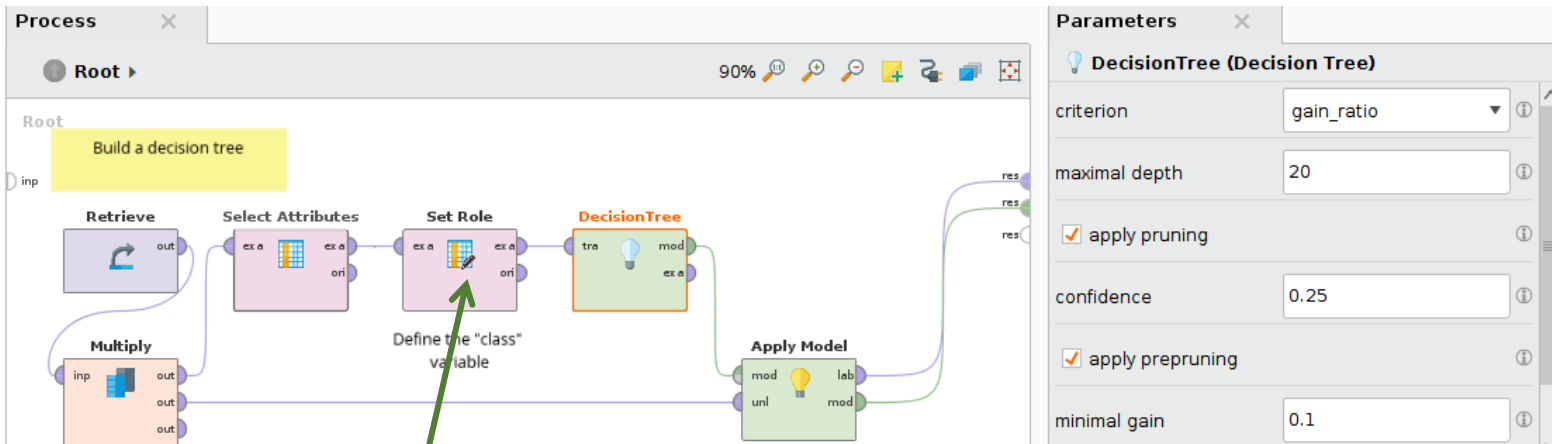 Process
Root
90%
Root
Build a decision tree
inp
res
res
res
Retrieve
out
Select Attributes
exa
exa
ori
Set Role
exa
exa
ori
DecisionTree
tra
mod
exa
Define the "class"
variable
Multiply
inp
out
out
out
Apply Model
mod
lab
unl
mod
Parameters
DecisionTree (Decision Tree)
criterion
gain_ratio
maximal depth
20
apply pruning
confidence
0.25
apply prepruning
minimal gain
0.1